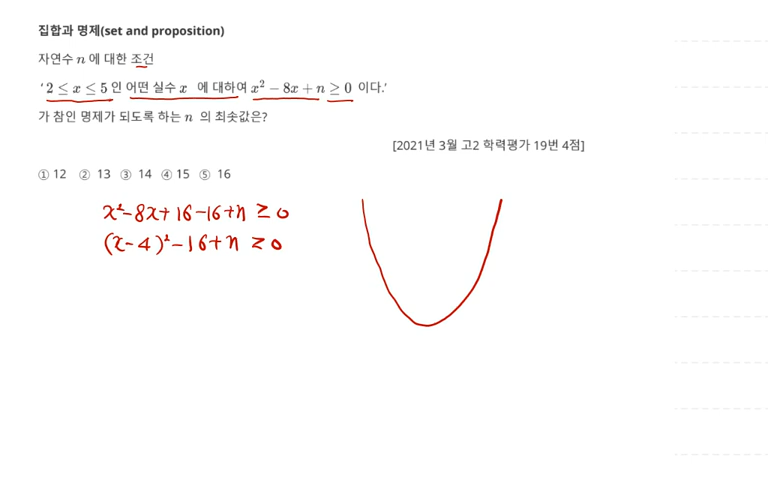 집합과 명제(set and proposition)
자연수 n 에 대한 조건
‘ 2 ≤ x ≤ 5 인 어떤 실수 x 에 대하여 x² − 8x + n ≥ 0 이다.’
가 참인 명제가 되도록 하는 n 의 최솟값은?
[2021년 3월 고2 학력평가 19번 4점]
① 12 ② 13 ③ 14 ④ 15 ⑤ 16
x²-8x+16-16+n ≥ 0
(x-4)²-16+n ≥ 0